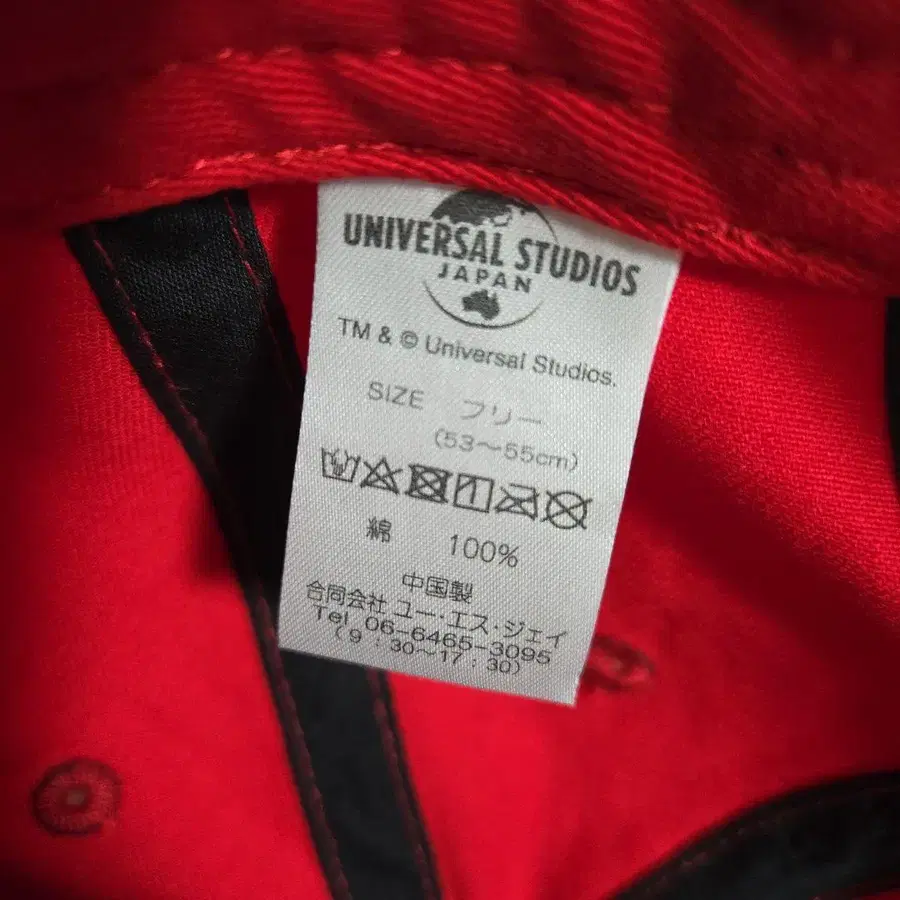 UNIVERSAL STUDIOS
JAPAN
TM & © Universal Studios.
SIZE フリー
(53～55cm)
綿 100%
中国製
合同会社 ユー・エス・ジェイ
Tel 06-6465-3095
(9:30～17:30)